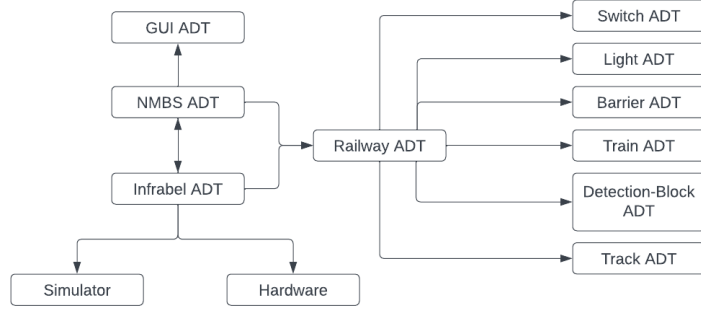 GUI ADT
NMBS ADT
Infrabel ADT
Simulator
Hardware
Railway ADT
Switch ADT
Light ADT
Barrier ADT
Train ADT
Detection-Block
ADT
Track ADT